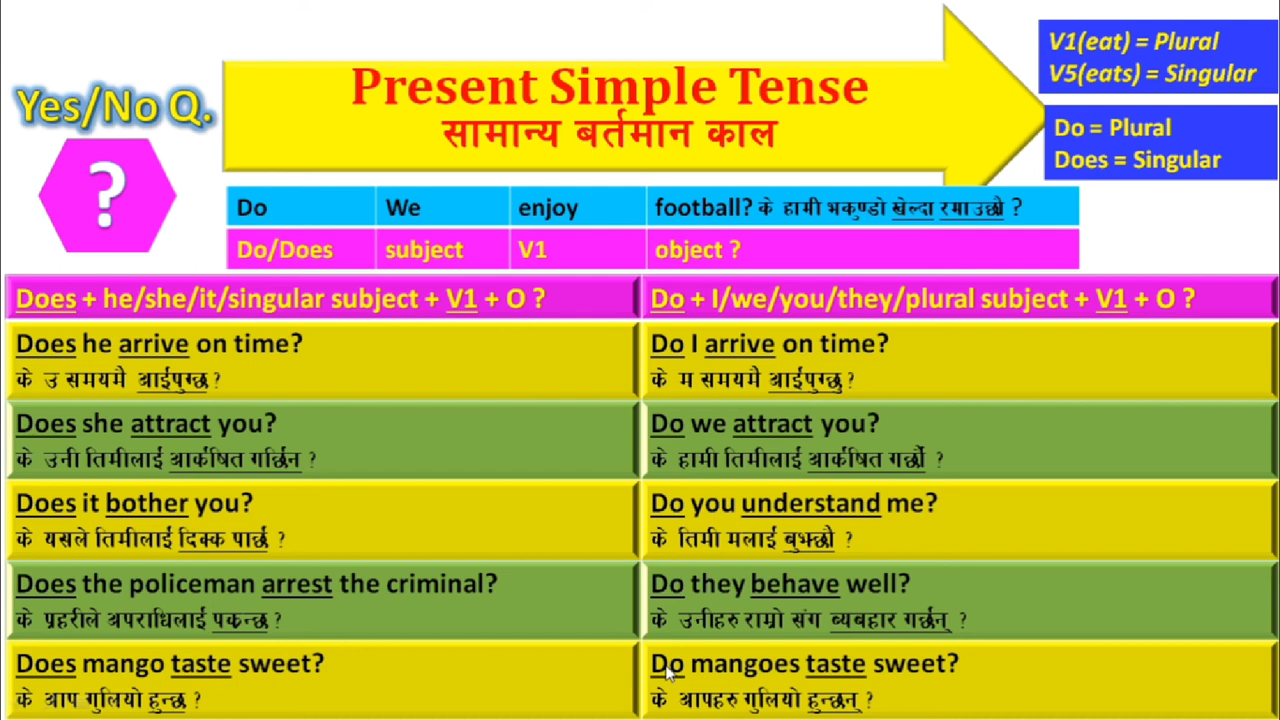 Yes/No Q.
?
Present Simple Tense
सामान्य बर्तमान काल
V1(eat) = Plural
V5(eats) = Singular
Do = Plural
Does = Singular
Do We enjoy football? के हामी भकुण्डो खेल्दा रमाउछौ ?
Do/Does subject V1 object ?
Does + he/she/it/singular subject + V1 + O ?
Do + I/we/you/they/plural subject + V1 + O ?
Does he arrive on time?
के उ समयमै आईपुग्छ ?
Do I arrive on time?
के म समयमै आईपुग्छु?
Does she attract you?
के उनी तिमीलाई आर्कषित गर्छिन ?
Do we attract you?
के हामी तिमीलाई आर्कषित गर्छौ ?
Does it bother you?
के यसले तिमीलाई दिक्क पार्छ ?
Do you understand me?
के तिमी मलाई बुझ्छौ ?
Does the policeman arrest the criminal?
के प्रहरीले अपराधिलाई पक्रन्छ ?
Do they behave well?
के उनीहरु राम्रो संग ब्यबहार गर्छन् ?
Does mango taste sweet?
के आप गुलियो हुन्छ ?
Do mangoes taste sweet?
के आपहरु गुलियो हुन्छन् ?